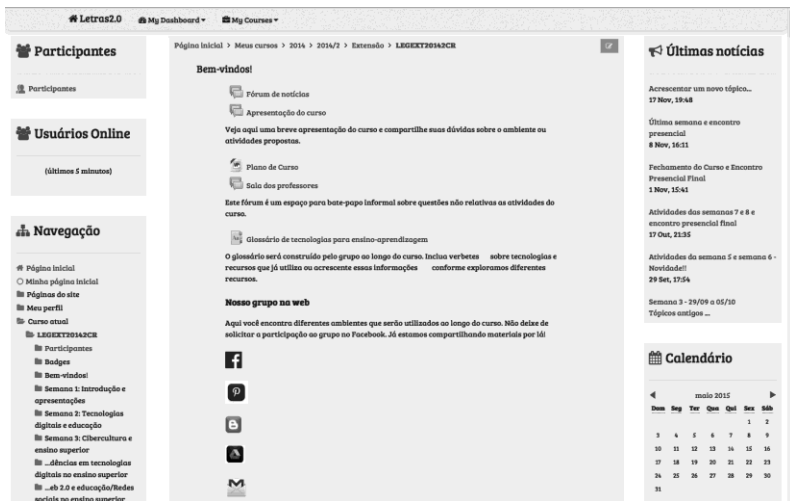 Letras2.0 My Dashboard My Courses
Participantes
Participantes
Usuários Online
(últimos 5 minutos)
Navegação
Página inicial
Minha página inicial
Páginas do site
Meu perfil
Curso atual
LEGEXT20142CR
Participantes
Badges
Bem-vindos!
Semana 1: Introdução e
apresentações
Semana 2: Tecnologias
digitais e educação
Semana 3: Cibercultura e
ensino superior
...dências em tecnologias
digitais no ensino superior
...eb 2.0 e educação/Redes
sociais no ensino superior
Página inicial > Meus cursos > 2014 > 2014/2 > Extensão > LEGEXT20142CR
Bem-vindos!
Fórum de notícias
Apresentação do curso
Veja aqui uma breve apresentação do curso e compartilhe suas dúvidas sobre o ambiente ou
atividades propostas.
Plano de Curso
Sala dos professores
Este fórum é um espaço para bate-papo informal sobre questões não relativas as atividades do
curso.
Glossário de tecnologias para ensino-aprendizagem
O glossário será construído pelo grupo ao longo do curso. Inclua verbetes sobre tecnologias e
recursos que já utiliza ou acrescente essas informações conforme exploramos diferentes
recursos.
Nosso grupo na web
Aqui você encontra diferentes ambientes que serão utilizados ao longo do curso. Não deixe de
solicitar a participação ao grupo no Facebook. Já estamos compartilhando materiais por lá!
Últimas notícias
Acrescentar um novo tópico...
17 Nov, 19:48
Última semana e encontro
presencial
8 Nov, 16:11
Fechamento do Curso e Encontro
Presencial Final
1 Nov, 15:41
Atividades das semanas 7 e 8 e
encontro presencial final
17 Out, 21:35
Atividades da semana 5 e semana 6 -
Novidade!!
29 Set, 17:54
Semana 3 - 29/09 a 05/10
Tópicos antigos ...
Calendário
maio 2015
Dom Seg Ter Qua Qui Sex Sáb
1 2
3 4 5 6 7 8 9
10 11 12 13 14 15 16
17 18 19 20 21 22 23
24 25 26 27 28 29 30
31